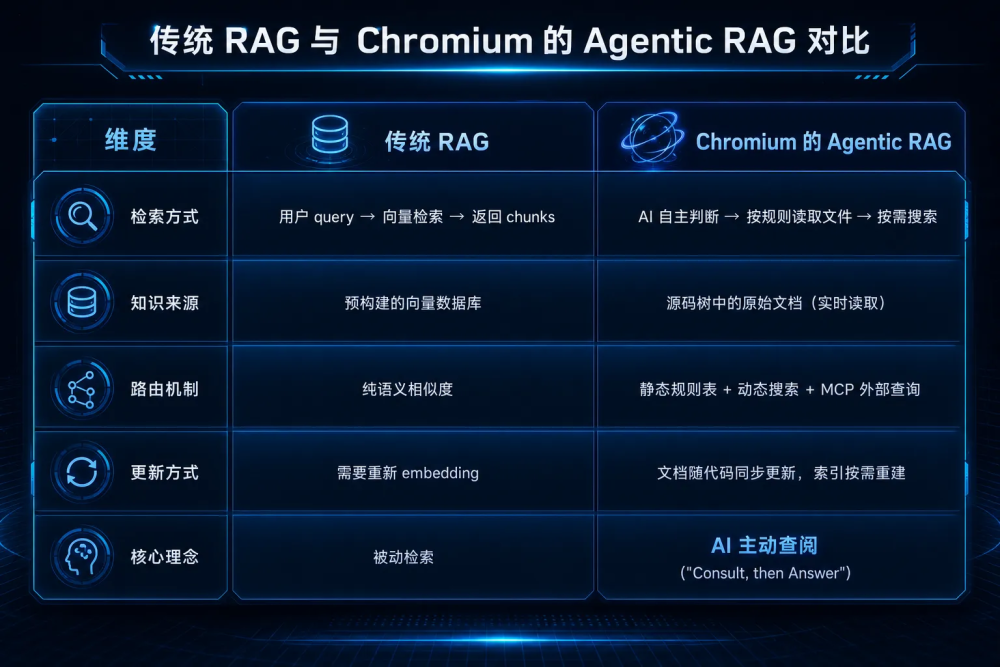 传统 RAG 与 Chromium 的 Agentic RAG 对比
维度
传统 RAG
Chromium 的 Agentic RAG
检索方式
用户 query → 向量检索 → 返回 chunks
AI 自主判断 → 按规则读取文件 → 按需搜索
知识来源
预构建的向量数据库
源码树中的原始文档（实时读取）
路由机制
纯语义相似度
静态规则表 + 动态搜索 + MCP 外部查询
更新方式
需要重新 embedding
文档随代码同步更新，索引按需重建
核心理念
被动检索
AI 主动查阅
("Consult, then Answer")